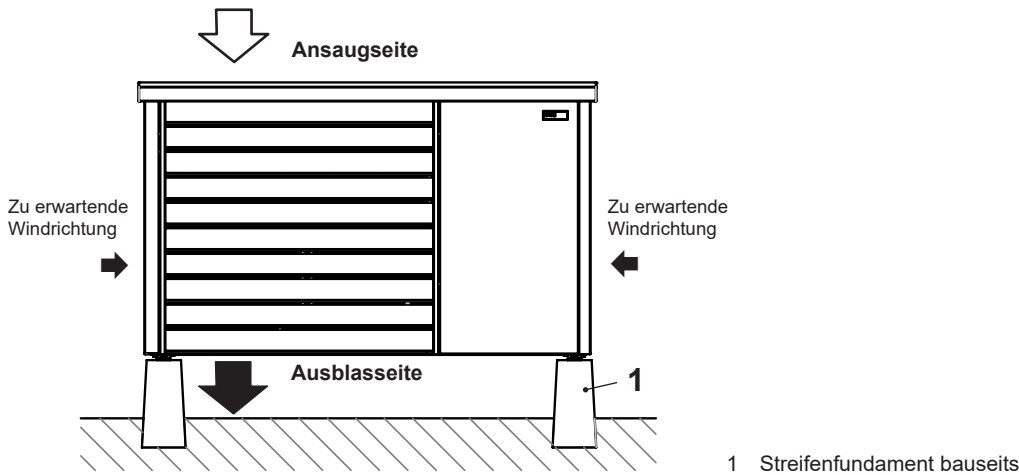 Ansaugseite
Zu erwartende
Windrichtung
Zu erwartende
Windrichtung
Ausblasseite
1
1 Streifenfundament bauseits